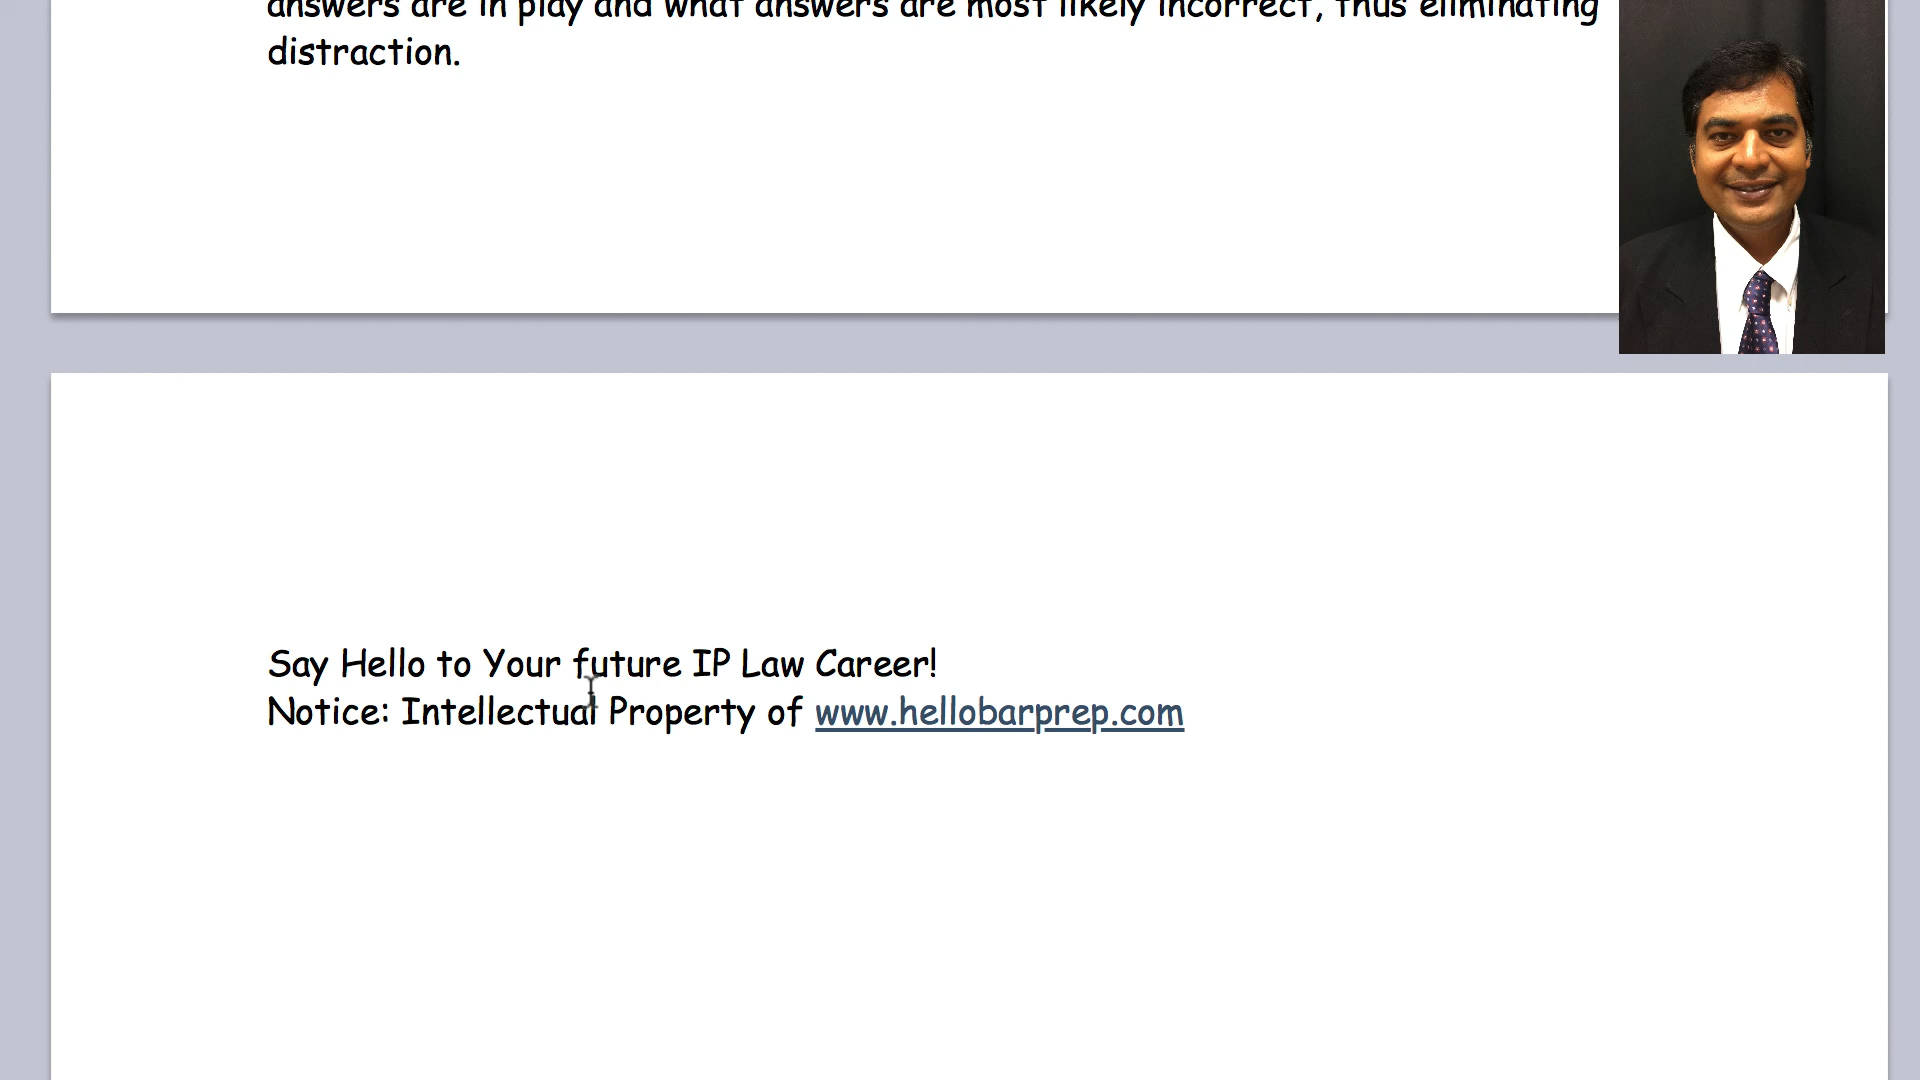 answers are in play and what answers are most likely incorrect, thus eliminating
distraction.
Say Hello to Your future IP Law Career!
Notice: Intellectual Property of www.hellobarprep.com